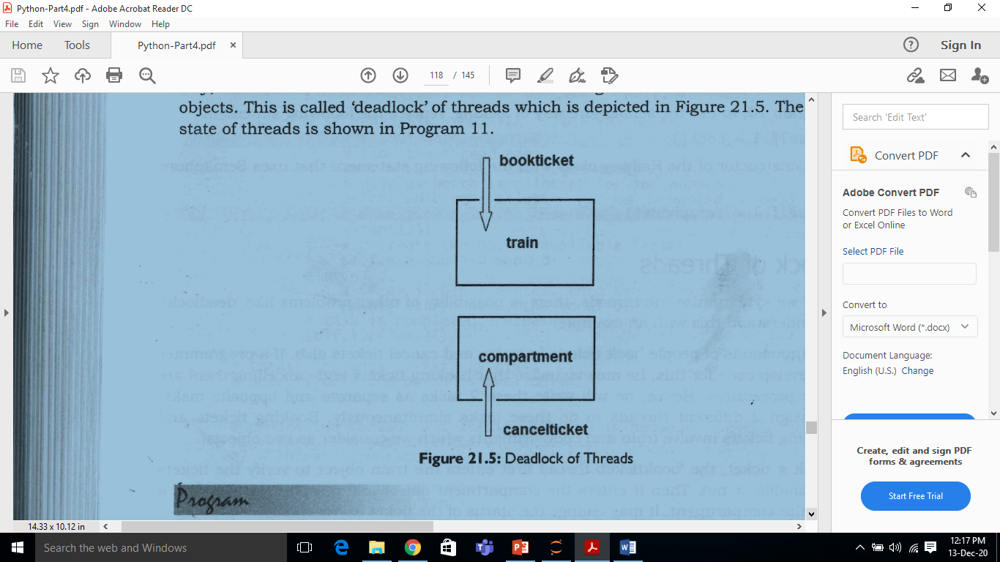 Python-Part4.pdf - Adobe Acrobat Reader DC
File Edit View Sign Window Help
Home Tools Python-Part4.pdf × ? Sign In
118 / 145
objects. This is called ‘deadlock’ of threads which is depicted in Figure 21.5. The
state of threads is shown in Program 11.
bookticket
train
compartment
cancelticket
Figure 21.5: Deadlock of Threads
Program
14.33 x 10.12 in
Search 'Edit Text'
Convert PDF
Adobe Convert PDF
Convert PDF Files to Word
or Excel Online
Select PDF File
Convert to
Microsoft Word (*.docx)
Document Language:
English (U.S.) Change
Create, edit and sign PDF
forms & agreements
Start Free Trial
Search the web and Windows
12:17 PM
13-Dec-20